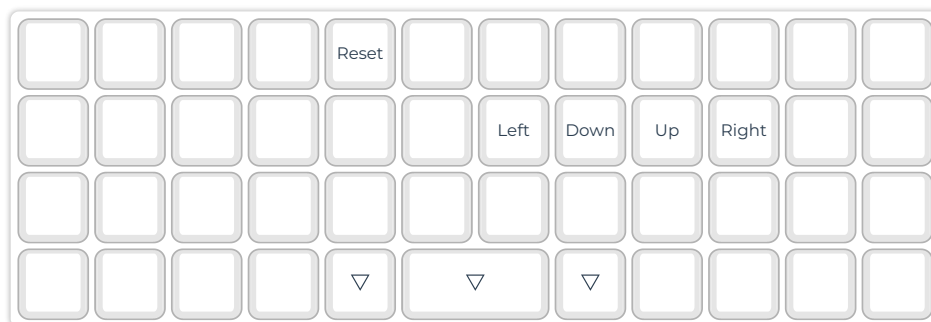 Reset
Left Down Up Right
▽ ▽ ▽